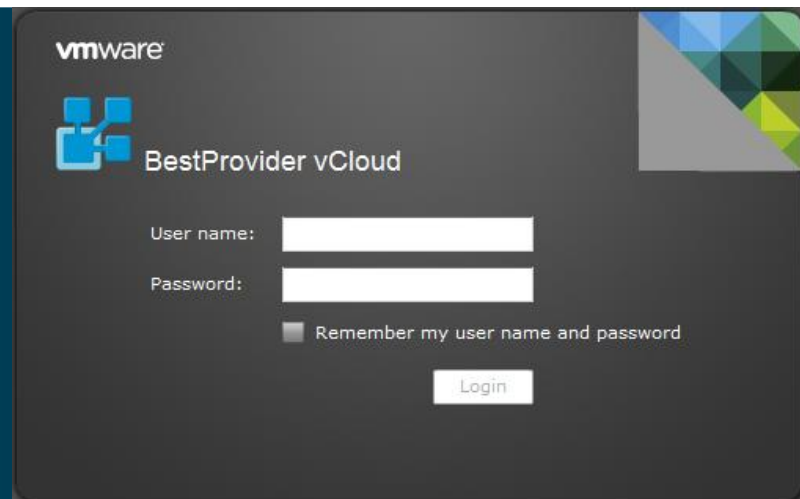 vmware
BestProvider vCloud
User name:
Password:
Remember my user name and password
Login